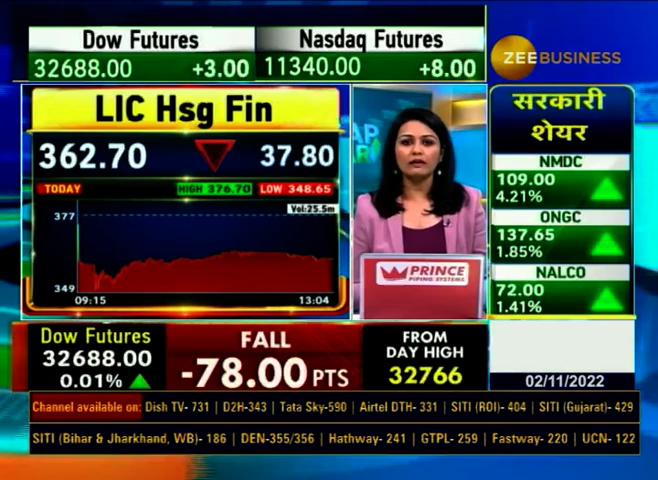 Dow Futures
32688.00 +3.00
Nasdaq Futures
11340.00 +8.00
ZEE BUSINESS
LIC Hsg Fin
362.70 37.80
TODAY HIGH 376.70 LOW 348.65
Vol:25.5m
377
349
09:15 13:04
PRINCE
PIPING SYSTEMS
सरकारी
शेयर
NMDC
109.00
4.21%
ONGC
137.65
1.85%
NALCO
72.00
1.41%
Dow Futures
32688.00
0.01%
FALL
-78.00 PTS
FROM
DAY HIGH
32766
02/11/2022
Channel available on: Dish TV- 731 | D2H-343 | Tata Sky-590 | Airtel DTH- 331 | SITI (ROI)- 404 | SITI (Gujarat)- 429
SITI (Bihar & Jharkhand, WB)- 186 | DEN-355/356 | Hathway- 241 | GTPL- 259 | Fastway- 220 | UCN- 122